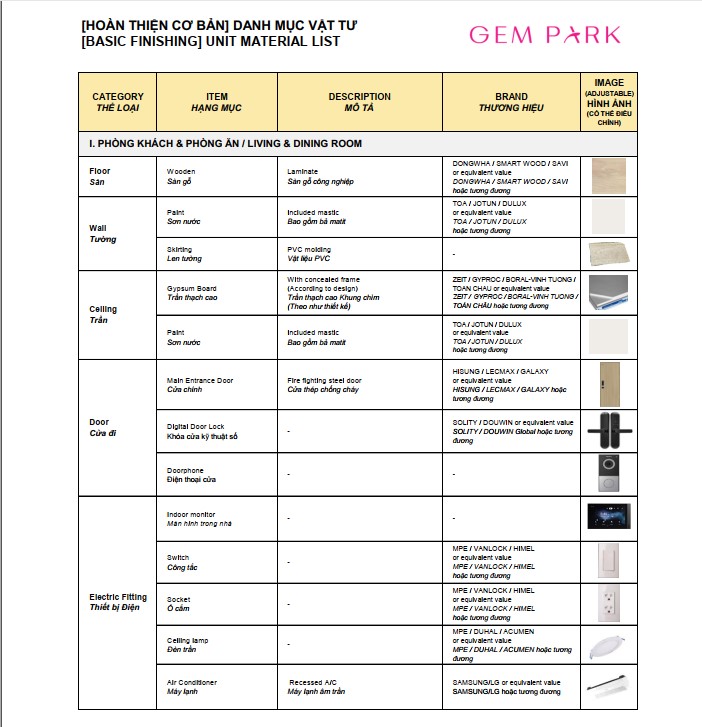 [HOÀN THIỆN CƠ BẢN] DANH MỤC VẬT TƯ
[BASIC FINISHING] UNIT MATERIAL LIST
GEM PARK
CATEGORY
THỂ LOẠI
ITEM
HẠNG MỤC
DESCRIPTION
MÔ TẢ
BRAND
THƯƠNG HIỆU
IMAGE
(ADJUSTABLE)
HÌNH ẢNH
(CÓ THỂ ĐIỀU
CHỈNH)
I. PHÒNG KHÁCH & PHÒNG ĂN / LIVING & DINING ROOM
Floor
Sàn
Wooden
Sàn gỗ
Laminate
Sàn gỗ công nghiệp
DONGWHA / SMART WOOD / SAVI
or equivalent value
DONGWHA / SMART WOOD / SAVI
hoặc tương đương
Wall
Tường
Paint
Sơn nước
Included mastic
Bao gồm bả matit
TOA / JOTUN / DULUX
or equivalent value
TOA / JOTUN / DULUX
hoặc tương đương
Skirting
Len tường
PVC molding
Vật liệu PVC
-
Ceiling
Trần
Gypsum Board
Trần thạch cao
With concealed frame
(According to design)
Trần thạch cao Khung chìm
(Theo như thiết kế)
ZEIT / GYPROC / BORAL-VINH TUONG /
TOAN CHAU or equivalent value
ZEIT / GYPROC / BORAL-VINH TUONG /
TOÀN CHÂU hoặc tương đương
Paint
Sơn nước
Included mastic
Bao gồm bả matit
TOA / JOTUN / DULUX
or equivalent value
TOA / JOTUN / DULUX
hoặc tương đương
Door
Cửa đi
Main Entrance Door
Cửa chính
Fire fighting steel door
Cửa thép chống cháy
HISUNG / LECMAX / GALAXY
or equivalent value
HISUNG / LECMAX / GALAXY hoặc
tương đương
Digital Door Lock
Khóa cửa kỹ thuật số
-
SOLITY / DOUWIN or equivalent value
SOLITY / DOUWIN Global hoặc tương
đương
Doorphone
Điện thoại cửa
-
-
Electric Fitting
Thiết bị Điện
Indoor monitor
Màn hình trong nhà
-
-
Switch
Công tắc
-
MPE / VANLOCK / HIMEL
or equivalent value
MPE / VANLOCK / HIMEL
hoặc tương đương
Socket
Ổ cắm
-
MPE / VANLOCK / HIMEL
or equivalent value
MPE / VANLOCK / HIMEL
hoặc tương đương
Ceiling lamp
Đèn trần
-
MPE / DUHAL / ACUMEN
or equivalent value
MPE / DUHAL / ACUMEN hoặc tương
đương
Air Conditioner
Máy lạnh
Recessed A/C
Máy lạnh âm trần
SAMSUNG/LG or equivalent value
SAMSUNG/LG hoặc tương đương